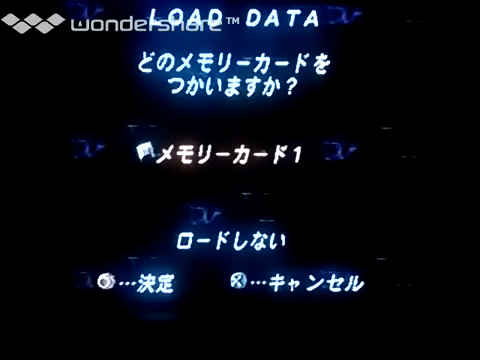 wondershare™
LOAD DATA
どのメモリーカードを
つかいますか？
メモリーカード1
ロードしない
◎…決定 ⊗…キャンセル